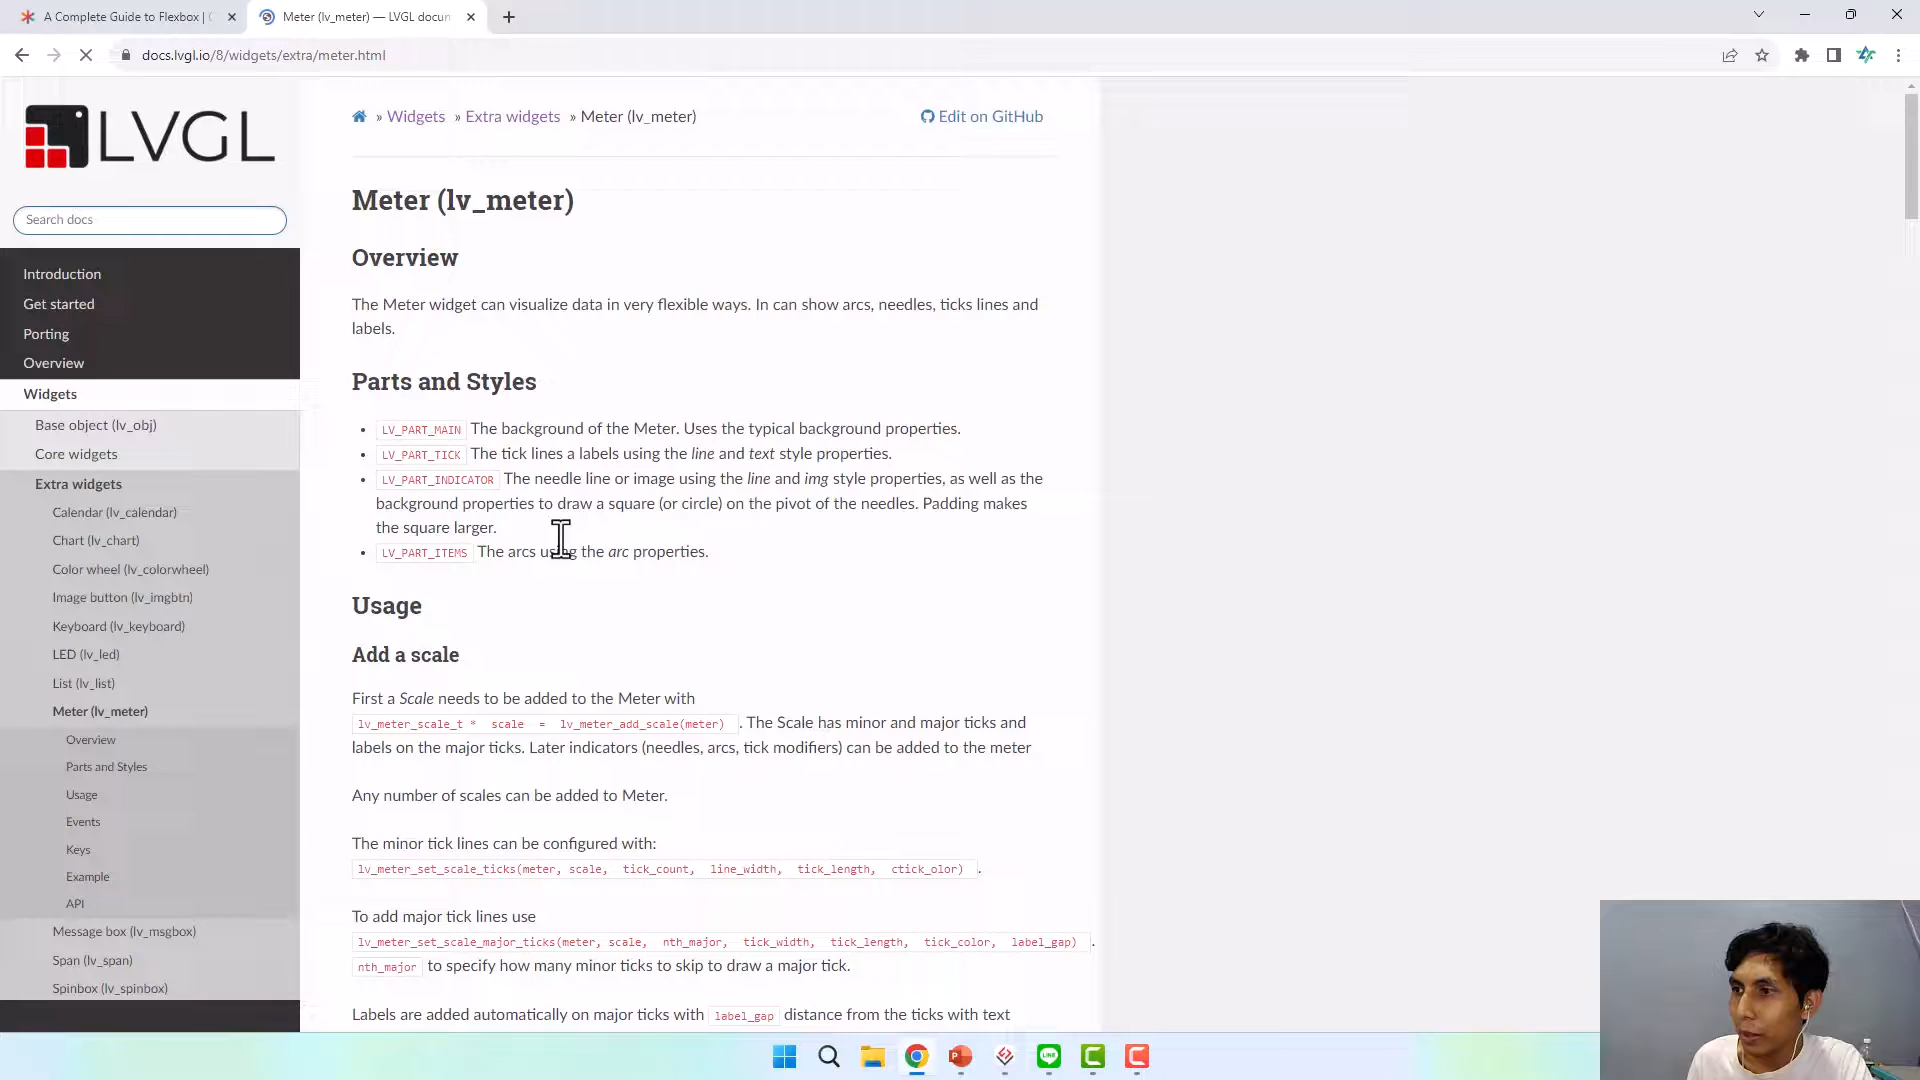 A Complete Guide to Flexbox |
Meter (lv_meter) — LVGL docum
docs.lvgl.io/8/widgets/extra/meter.html
LVGL
Search docs
Introduction
Get started
Porting
Overview
Widgets
Base object (lv_obj)
Core widgets
Extra widgets
Calendar (lv_calendar)
Chart (lv_chart)
Color wheel (lv_colorwheel)
Image button (lv_imgbtn)
Keyboard (lv_keyboard)
LED (lv_led)
List (lv_list)
Meter (lv_meter)
Overview
Parts and Styles
Usage
Events
Keys
Example
API
Message box (lv_msgbox)
Span (lv_span)
Spinbox (lv_spinbox)
» Widgets » Extra widgets » Meter (lv_meter)
Edit on GitHub
Meter (lv_meter)
Overview
The Meter widget can visualize data in very flexible ways. In can show arcs, needles, ticks lines and
labels.
Parts and Styles
• LV_PART_MAIN The background of the Meter. Uses the typical background properties.
• LV_PART_TICK The tick lines a labels using the line and text style properties.
• LV_PART_INDICATOR The needle line or image using the line and img style properties, as well as the
background properties to draw a square (or circle) on the pivot of the needles. Padding makes
the square larger.
• LV_PART_ITEMS The arcs using the arc properties.
Usage
Add a scale
First a Scale needs to be added to the Meter with
lv_meter_scale_t * scale = lv_meter_add_scale(meter) . The Scale has minor and major ticks and
labels on the major ticks. Later indicators (needles, arcs, tick modifiers) can be added to the meter
Any number of scales can be added to Meter.
The minor tick lines can be configured with:
lv_meter_set_scale_ticks(meter, scale, tick_count, line_width, tick_length, ctick_olor) .
To add major tick lines use
lv_meter_set_scale_major_ticks(meter, scale, nth_major, tick_width, tick_length, tick_color, label_gap) .
nth_major to specify how many minor ticks to skip to draw a major tick.
Labels are added automatically on major ticks with label_gap distance from the ticks with text